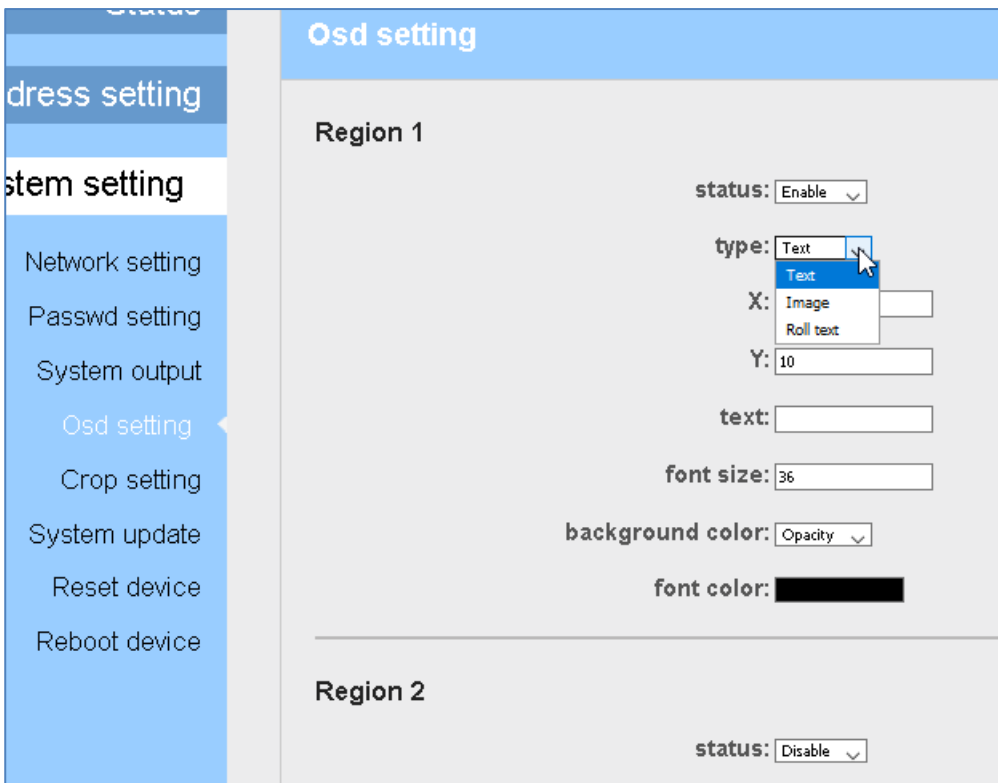 Status
dress setting
stem setting
Network setting
Passwd setting
System output
Osd setting
Crop setting
System update
Reset device
Reboot device
Osd setting
Region 1
status: Enable
type: Text
Text
Image
Roll text
X:
Y: 10
text:
font size: 36
background color: Opacity
font color:
Region 2
status: Disable